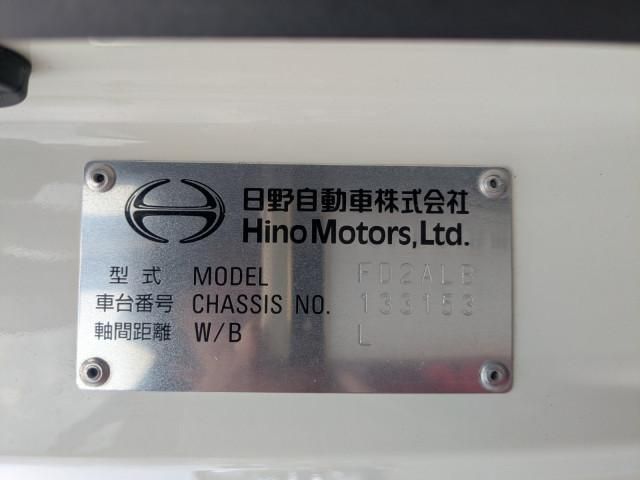 日野自動車株式会社
Hino Motors, Ltd.
型式 MODEL FD2ALB
車台番号 CHASSIS NO. 133153
軸間距離 W/B L